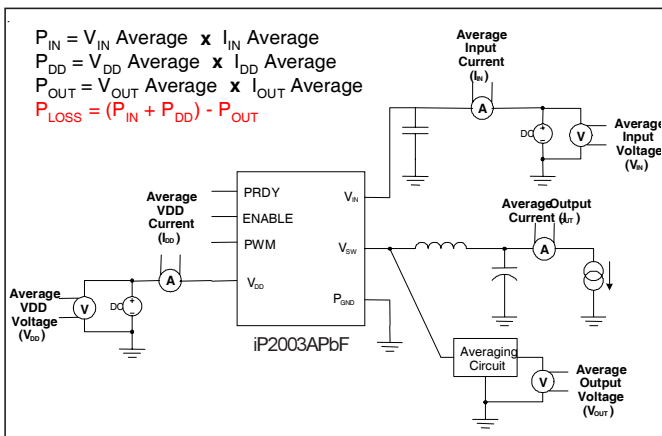 P_IN = V_IN Average x I_IN Average
P_DD = V_DD Average x I_DD Average
P_OUT = V_OUT Average x I_OUT Average
P_LOSS = (P_IN + P_DD) - P_OUT
Average
Input
Current
(I_IN)
A
DC
V
Average
Input
Voltage
(V_IN)
PRDY
ENABLE
PWM
V_DD
V_IN
V_SW
P_GND
iP2003APbF
Average
VDD
Current
(I_DD)
A
Average
VDD
Voltage
(V_DD)
V
DC
Average Output
Current (I_OUT)
A
Averaging
Circuit
V
Average
Output
Voltage
(V_OUT)